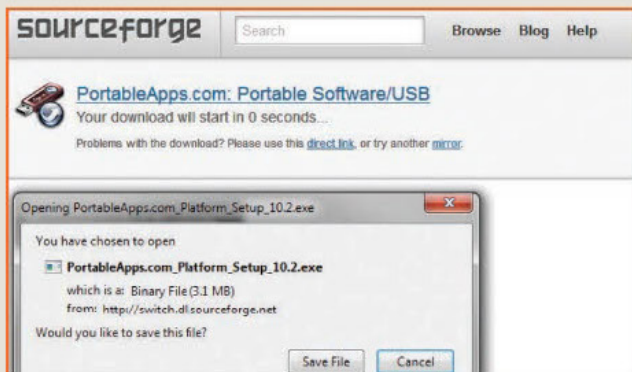 sourceforge
Search
Browse Blog Help
PortableApps.com: Portable Software/USB
Your download will start in 0 seconds...
Problems with the download? Please use this direct link, or try another mirror.
Opening PortableApps.com_Platform_Setup_10.2.exe
You have chosen to open
PortableApps.com_Platform_Setup_10.2.exe
which is a: Binary File (3.1 MB)
from: http://switch.dl.sourceforge.net
Would you like to save this file?
Save File Cancel